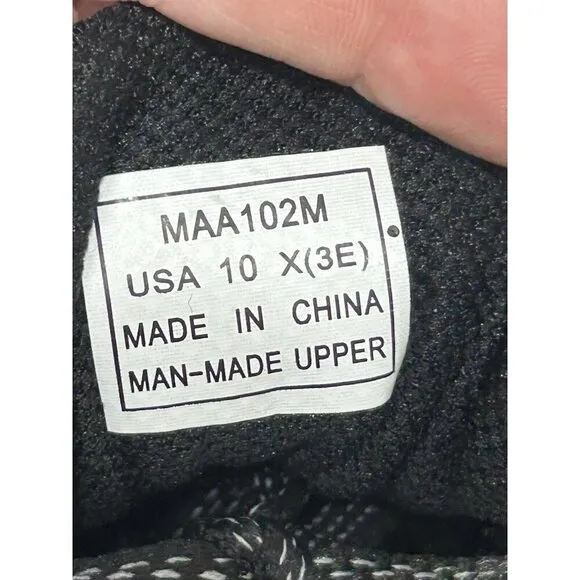 MAA102M
USA 10 X(3E)
MADE IN CHINA
MAN-MADE UPPER